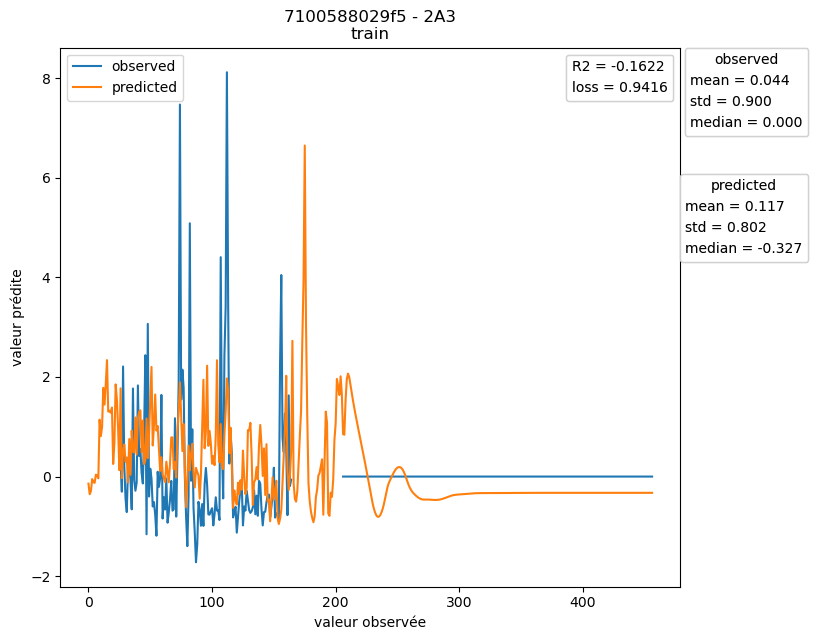 7100588029f5 - 2A3
train
observed
predicted
R2 = -0.1622
loss = 0.9416
observed
mean = 0.044
std = 0.900
median = 0.000
predicted
mean = 0.117
std = 0.802
median = -0.327
valeur prédite
8
6
4
2
0
−2
0
100
200
300
400
valeur observée